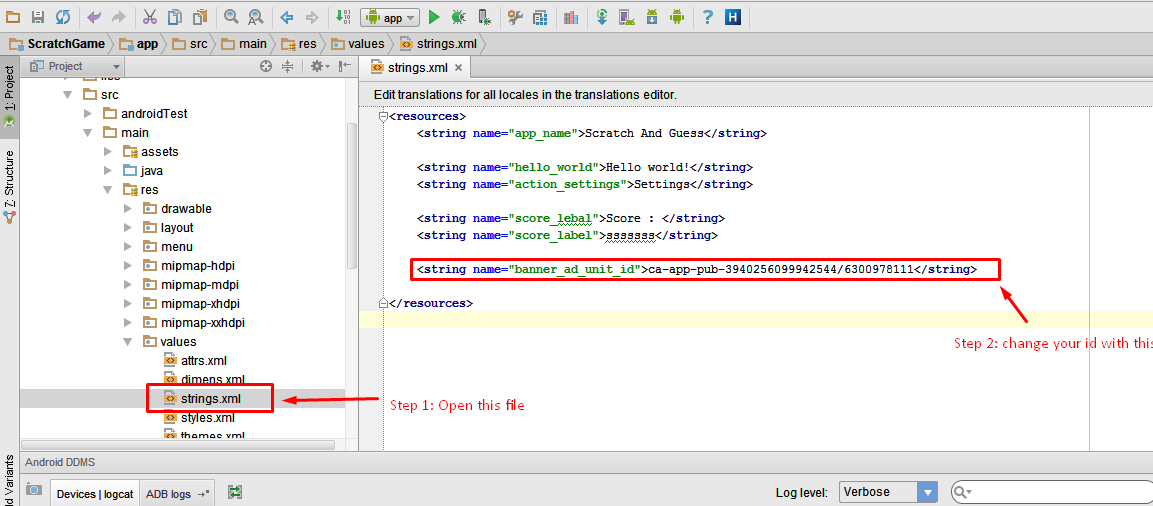 app
ScratchGame app src main res values strings.xml
Project
strings.xml
1: Project
7: Structure
src
androidTest
main
assets
java
res
drawable
layout
menu
mipmap-hdpi
mipmap-mdpi
mipmap-xhdpi
mipmap-xxhdpi
values
attrs.xml
dimens.xml
strings.xml
styles.xml
themes.xml
Edit translations for all locales in the translations editor.
<resources>
<string name="app_name">Scratch And Guess</string>
<string name="hello_world">Hello world!</string>
<string name="action_settings">Settings</string>
<string name="score_lebal">Score : </string>
<string name="score_label">sssssss</string>
<string name="banner_ad_unit_id">ca-app-pub-3940256099942544/6300978111</string>
</resources>
Step 2: change your id with this
Step 1: Open this file
Android DDMS
Variants
Devices | logcat ADB logs
Log level: Verbose